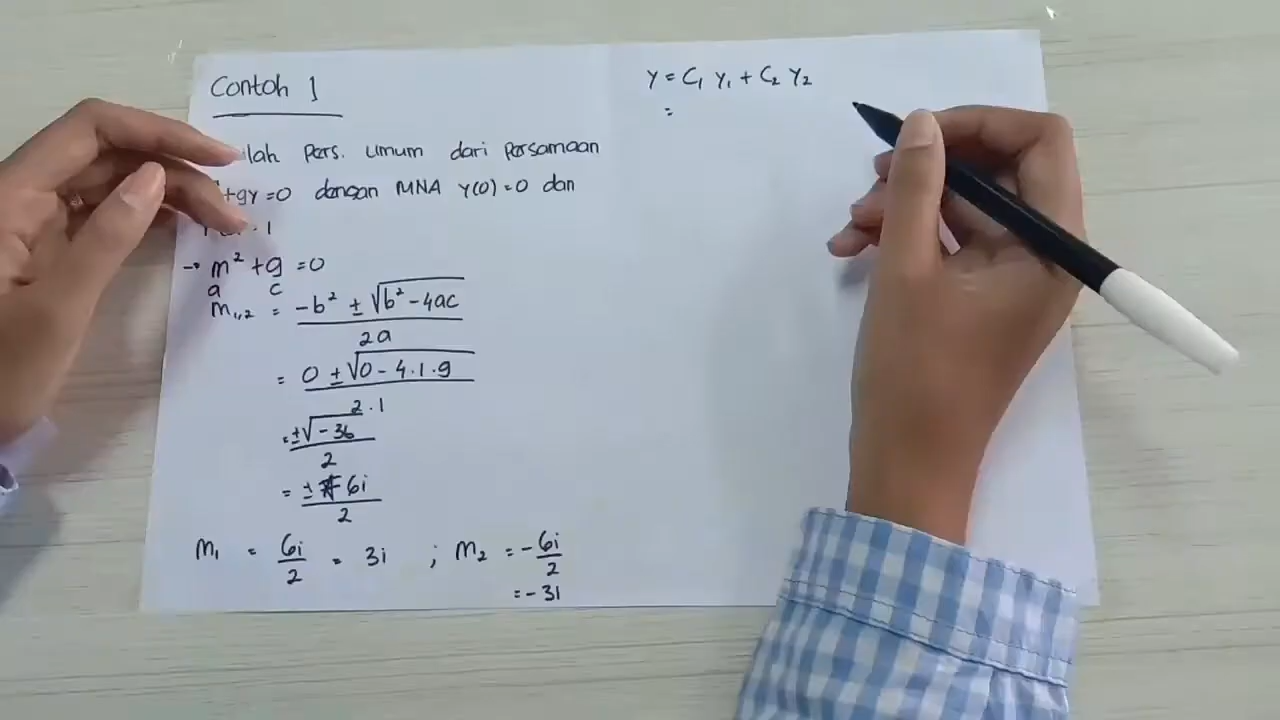 Contoh 1
lah Pers. umum dari Persamaan
+9y =0 dengan MNA y(0)=0 dan
1
→ m² +9 =0
a c
m₁,₂ = -b² ± √b² -4ac
2a
= 0 ± √0 - 4.1.9
2.1
= ±√-36
2
= ± 6i
2
m₁ = 6i = 3i ; m₂ = -6i
2 2
= -3i
y = C₁ y₁ + C₂ y₂
=